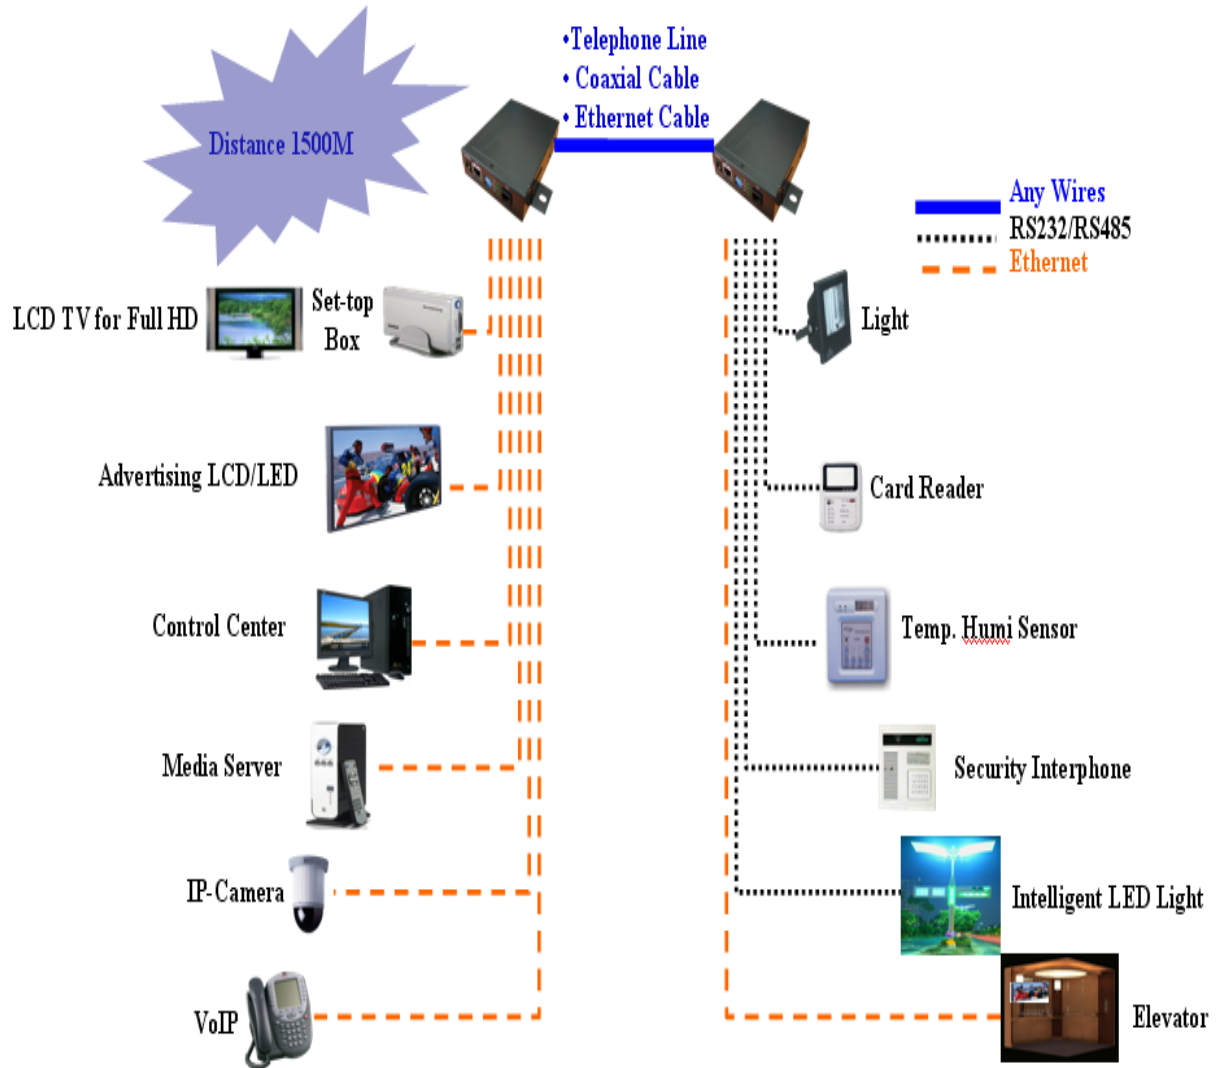 •Telephone Line
• Coaxial Cable
• Ethernet Cable
Distance 1500M
Any Wires
RS232/RS485
Ethernet
LCD TV for Full HD
Set-top
Box
Light
Advertising LCD/LED
Card Reader
Control Center
Temp. Humi Sensor
Media Server
Security Interphone
IP-Camera
Intelligent LED Light
VoIP
Elevator